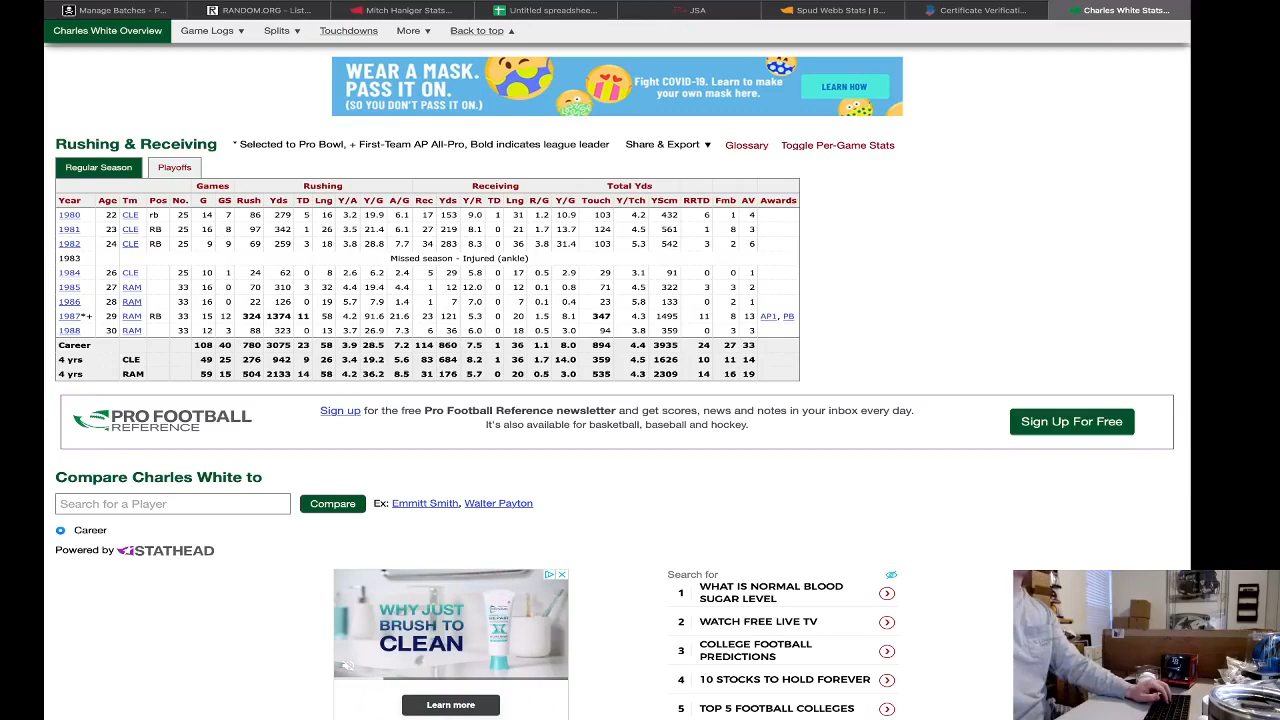 Manage Batches - P...
RANDOM.ORG - List...
Mitch Haniger Stats...
Untitled spreadshee...
JSA
Spud Webb Stats | B...
Certificate Verificati...
Charles White Stats...
Charles White Overview Game Logs ▼ Splits ▼ Touchdowns More ▼ Back to top ▲
WEAR A MASK.
PASS IT ON.
(SO YOU DON'T PASS IT ON.)
Fight COVID-19. Learn to make
your own mask here.
LEARN HOW
Rushing & Receiving * Selected to Pro Bowl, + First-Team AP All-Pro, Bold indicates league leader Share & Export ▼ Glossary Toggle Per-Game Stats
Regular Season Playoffs
Games Rushing Receiving Total Yds
Year Age Tm Pos No. G GS Rush Yds TD Lng Y/A Y/G A/G Rec Yds Y/R TD Lng R/G Y/G Touch Y/Tch YScm RRTD Fmb AV Awards
1980 22 CLE rb 25 14 7 86 279 5 16 3.2 19.9 6.1 17 153 9.0 1 31 1.2 10.9 103 4.2 432 6 1 4
1981 23 CLE RB 25 16 8 97 342 1 26 3.5 21.4 6.1 27 219 8.1 0 21 1.7 13.7 124 4.5 561 1 8 3
1982 24 CLE RB 25 9 9 69 259 3 18 3.8 28.8 7.7 34 283 8.3 0 36 3.8 31.4 103 5.3 542 3 2 6
1983 Missed season - Injured (ankle)
1984 26 CLE 25 10 1 24 62 0 8 2.6 6.2 2.4 5 29 5.8 0 17 0.5 2.9 29 3.1 91 0 0 1
1985 27 RAM 33 16 0 70 310 3 32 4.4 19.4 4.4 1 12 12.0 0 12 0.1 0.8 71 4.5 322 3 3 2
1986 28 RAM 33 16 0 22 126 0 19 5.7 7.9 1.4 1 7 7.0 0 7 0.1 0.4 23 5.8 133 0 2 1
1987*+ 29 RAM RB 33 15 12 324 1374 11 58 4.2 91.6 21.6 23 121 5.3 0 20 1.5 8.1 347 4.3 1495 11 8 13 AP1, PB
1988 30 RAM 33 12 3 88 323 0 13 3.7 26.9 7.3 6 36 6.0 0 18 0.5 3.0 94 3.8 359 0 3 3
Career 108 40 780 3075 23 58 3.9 28.5 7.2 114 860 7.5 1 36 1.1 8.0 894 4.4 3935 24 27 33
4 yrs CLE 49 25 276 942 9 26 3.4 19.2 5.6 83 684 8.2 1 36 1.7 14.0 359 4.5 1626 10 11 14
4 yrs RAM 59 15 504 2133 14 58 4.2 36.2 8.5 31 176 5.7 0 20 0.5 3.0 535 4.3 2309 14 16 19
PRO FOOTBALL
REFERENCE
Sign up for the free Pro Football Reference newsletter and get scores, news and notes in your inbox every day.
It's also available for basketball, baseball and hockey.
Sign Up For Free
Compare Charles White to
Search for a Player Compare Ex: Emmitt Smith, Walter Payton
Career
Powered by STATHEAD
WHY JUST
BRUSH TO
CLEAN
Learn more
Search for
1 WHAT IS NORMAL BLOOD
SUGAR LEVEL
2 WATCH FREE LIVE TV
3 COLLEGE FOOTBALL
PREDICTIONS
4 10 STOCKS TO HOLD FOREVER
5 TOP 5 FOOTBALL COLLEGES